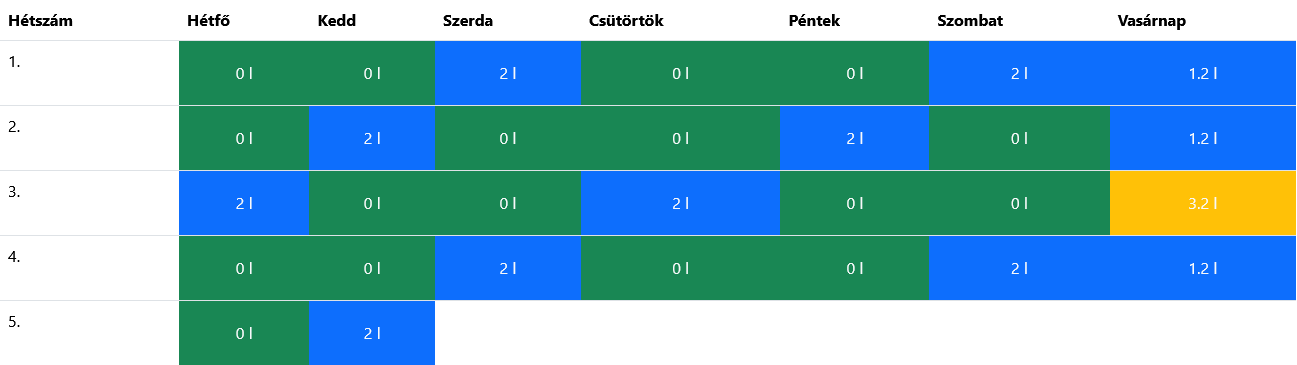 Hétszám Hétfő Kedd Szerda Csütörtök Péntek Szombat Vasárnap
1. 0 l 0 l 2 l 0 l 0 l 2 l 1.2 l
2. 0 l 2 l 0 l 0 l 2 l 0 l 1.2 l
3. 2 l 0 l 0 l 2 l 0 l 0 l 3.2 l
4. 0 l 0 l 2 l 0 l 0 l 2 l 1.2 l
5. 0 l 2 l